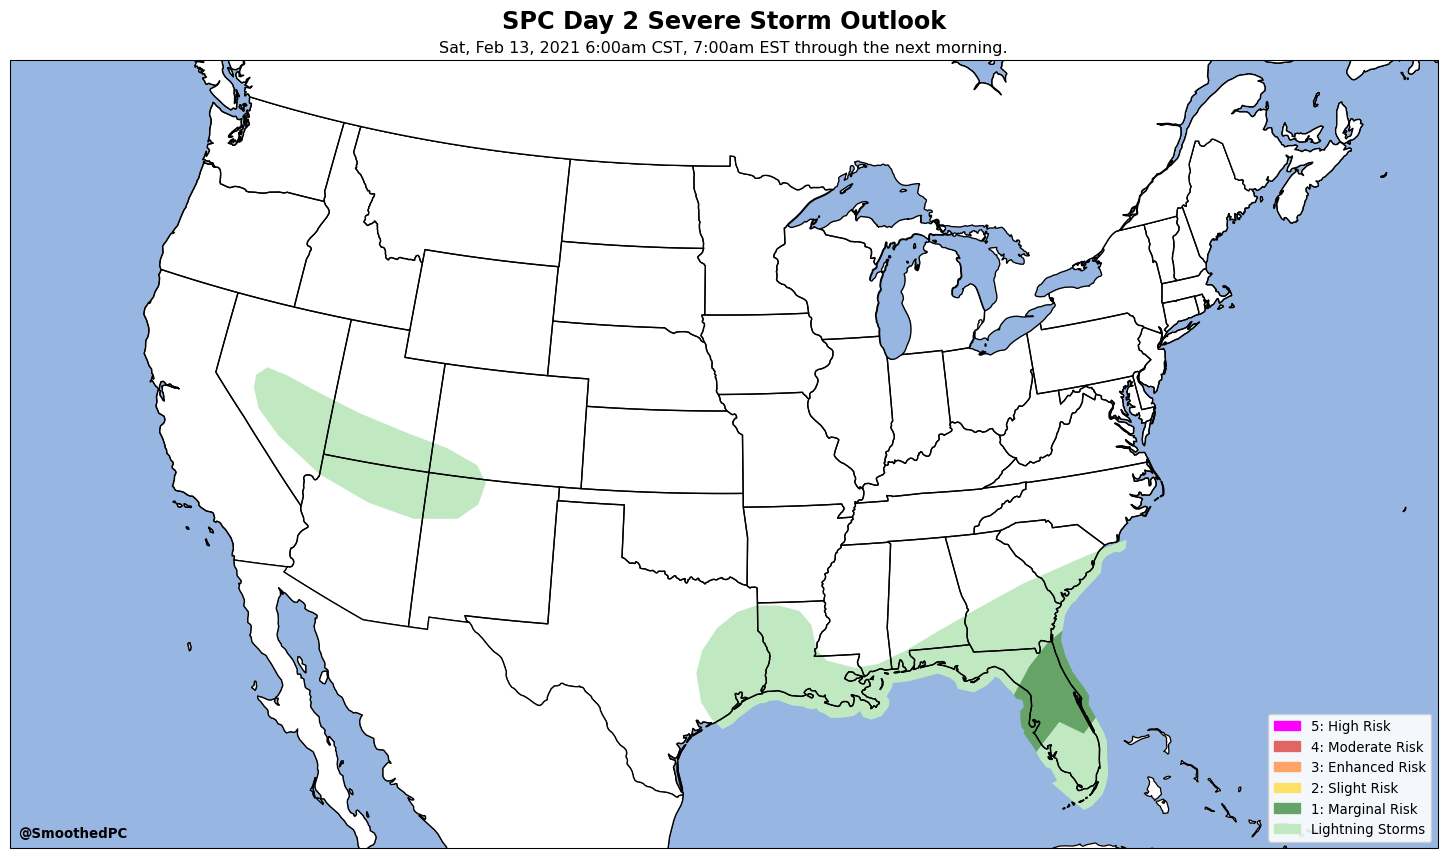 SPC Day 2 Severe Storm Outlook
Sat, Feb 13, 2021 6:00am CST, 7:00am EST through the next morning.
5: High Risk
4: Moderate Risk
3: Enhanced Risk
2: Slight Risk
1: Marginal Risk
Lightning Storms
@SmoothedPC